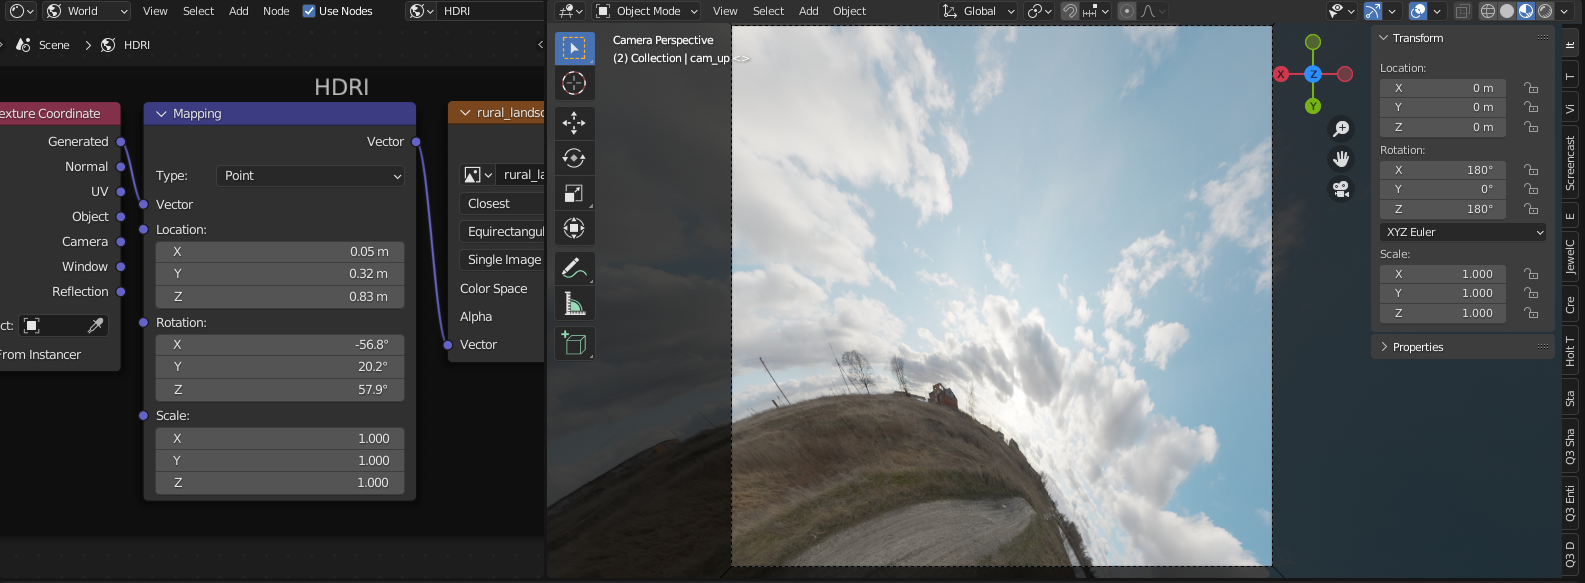 World View Select Add Node Use Nodes HDRI
Scene HDRI
HDRI
exture Coordinate
Generated
Normal
UV
Object
Camera
Window
Reflection
ct:
From Instancer
Mapping
Vector
Type: Point
Vector
Location:
X 0.05 m
Y 0.32 m
Z 0.83 m
Rotation:
X -56.8°
Y 20.2°
Z 57.9°
Scale:
X 1.000
Y 1.000
Z 1.000
rural_landsc
rural_la
Closest
Equirectangul
Single Image
Color Space
Alpha
Vector
Object Mode View Select Add Object Global
Camera Perspective
(2) Collection | cam_up <>
X Z
Y
Transform
Location:
X 0 m
Y 0 m
Z 0 m
Rotation:
X 180°
Y 0°
Z 180°
XYZ Euler
Scale:
X 1.000
Y 1.000
Z 1.000
Properties
It
T
Vi
Screencast
E
JewelC
Cre
Holt T
Sta
Q3 Sha
Q3 Enti
Q3 D